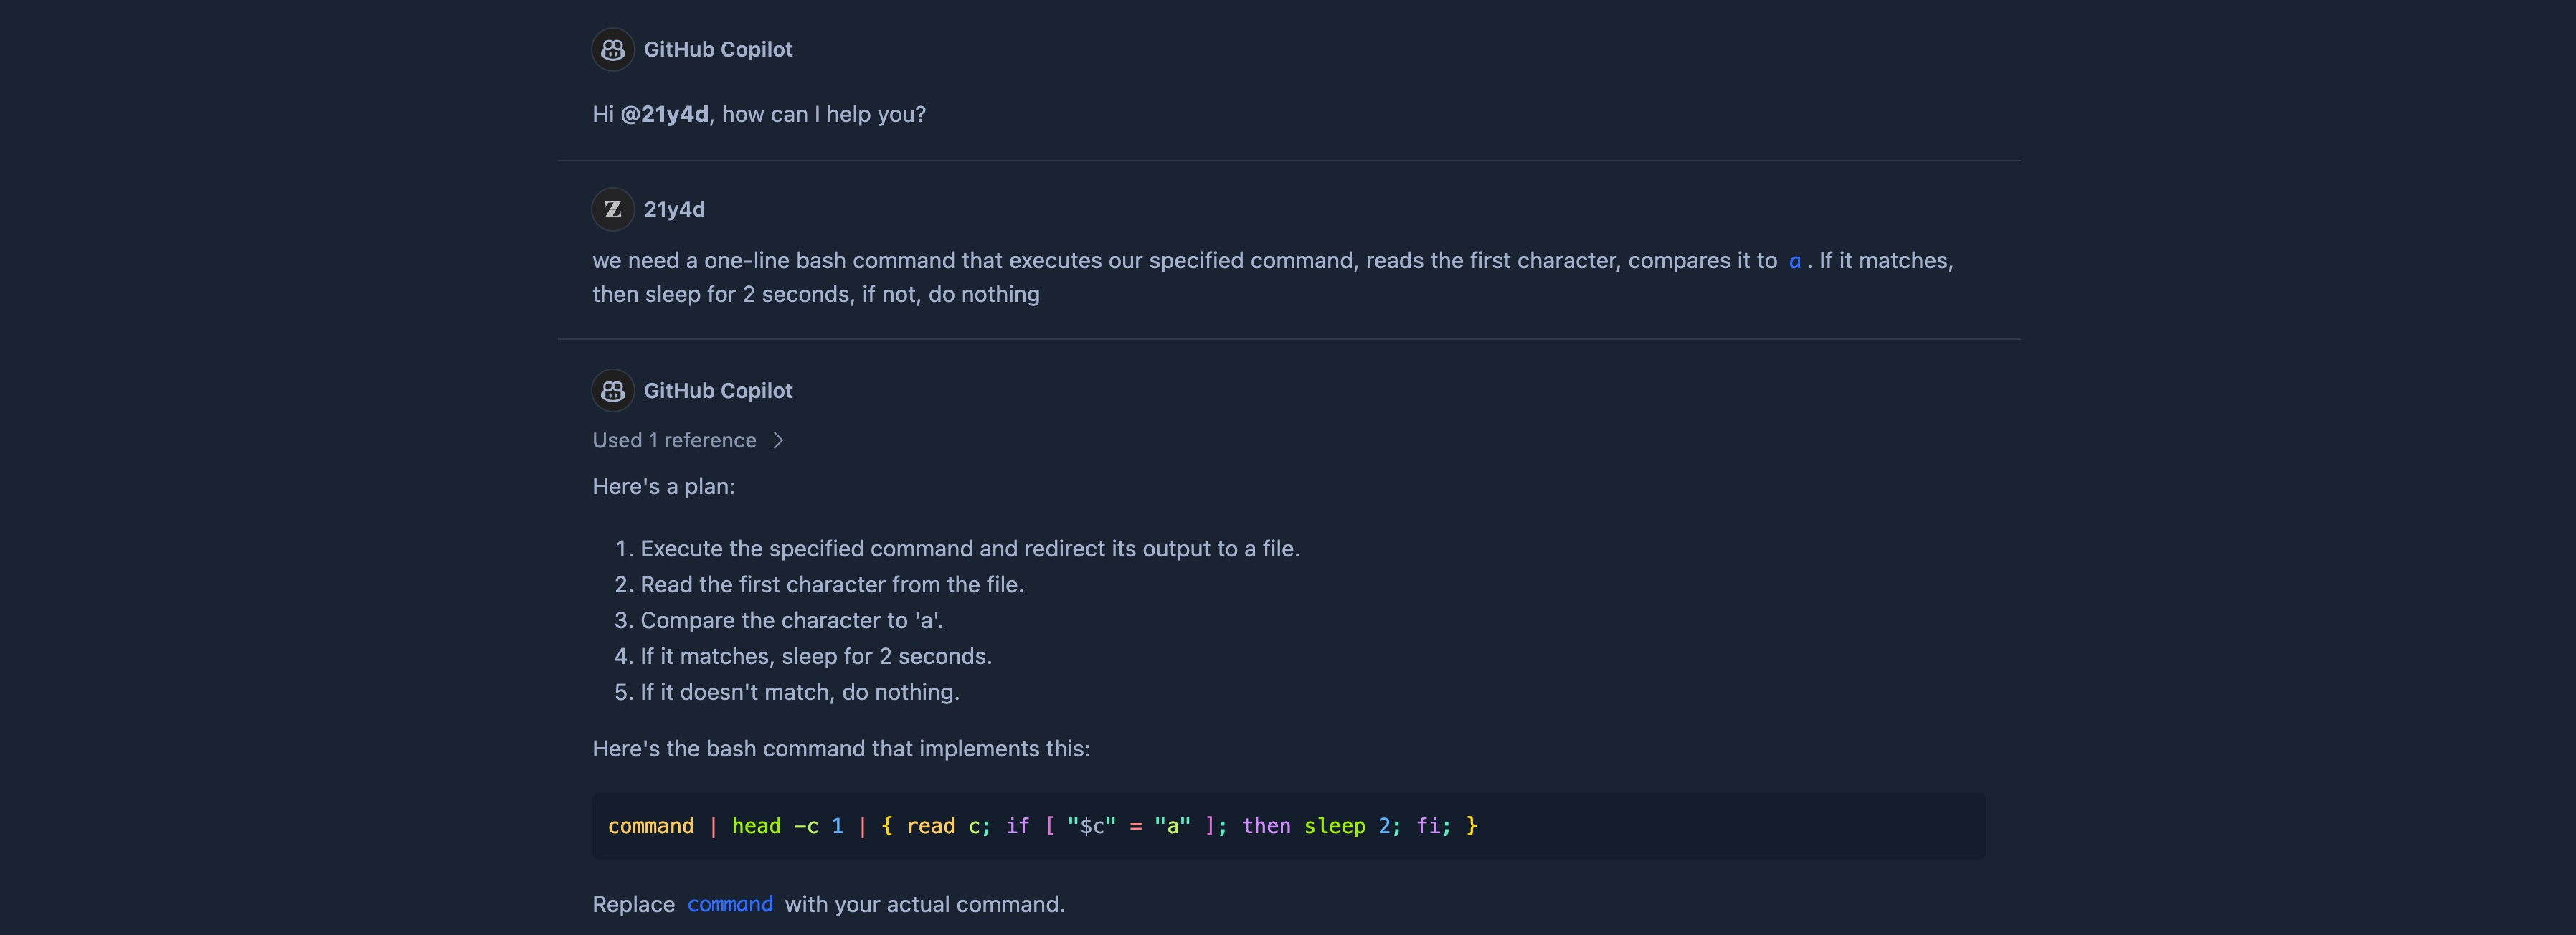 GitHub Copilot
Hi @21y4d, how can I help you?
21y4d
we need a one-line bash command that executes our specified command, reads the first character, compares it to a. If it matches,
then sleep for 2 seconds, if not, do nothing
GitHub Copilot
Used 1 reference
Here's a plan:
1. Execute the specified command and redirect its output to a file.
2. Read the first character from the file.
3. Compare the character to 'a'.
4. If it matches, sleep for 2 seconds.
5. If it doesn't match, do nothing.
Here's the bash command that implements this:
command | head -c 1 | { read c; if [ "$c" = "a" ]; then sleep 2; fi; }
Replace command with your actual command.